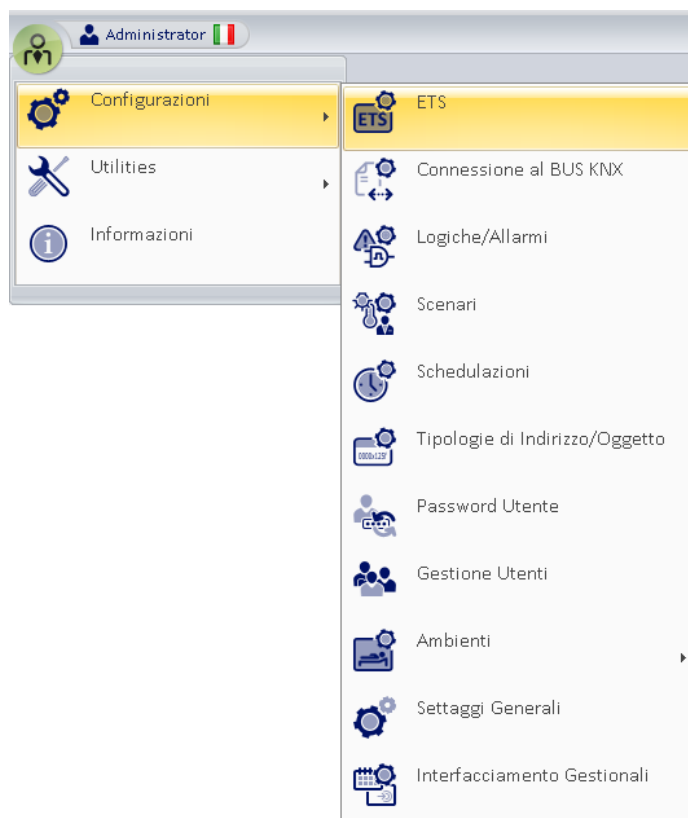 Administrator
Configurazioni
Utilities
Informazioni
ETS
ETS
Connessione al BUS KNX
Logiche/Allarmi
Scenari
Schedulazioni
Tipologie di Indirizzo/Oggetto
Password Utente
Gestione Utenti
Ambienti
Settaggi Generali
Interfacciamento Gestionali